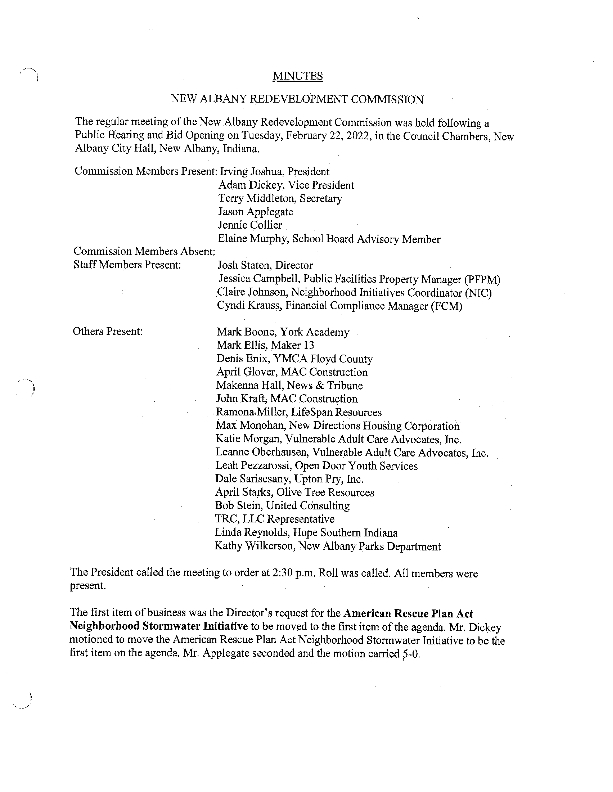 MINUTES
NEW ALBANY REDEVELOPMENT COMMISSION
The regular meeting of the New Albany Redevelopment Commission was held following a
Public Hearing and Bid Opening on Tuesday, February 22, 2022, in the Council Chambers, New
Albany City Hall, New Albany, Indiana.
Commission Members Present: Irving Joshua, President
Adam Dickey, Vice President
Terry Middleton, Secretary
Jason Applegate
Jennie Collier
Elaine Murphy, School Board Advisory Member
Commission Members Absent:
Staff Members Present: Josh Staten, Director
Jessica Campbell, Public Facilities Property Manager (PFPM)
Claire Johnson, Neighborhood Initiatives Coordinator (NIC)
Cyndi Krauss, Financial Compliance Manager (FCM)
Others Present: Mark Boone, York Academy
Mark Ellis, Maker 13
Denis Enix, YMCA Floyd County
April Glover, MAC Construction
Makenna Hall, News & Tribune
John Kraft, MAC Construction
Ramona Miller, LifeSpan Resources
Max Monohan, New Directions Housing Corporation
Katie Morgan, Vulnerable Adult Care Advocates, Inc.
Leanne Oberhausen, Vulnerable Adult Care Advocates, Inc.
Leah Pezzarossi, Open Door Youth Services
Dale Sarisesany, Upton Pry, Inc.
April Starks, Olive Tree Resources
Bob Stein, United Consulting
TRC, LLC Representative
Linda Reynolds, Hope Southern Indiana
Kathy Wilkerson, New Albany Parks Department
The President called the meeting to order at 2:30 p.m. Roll was called. All members were
present.
The first item of business was the Director's request for the American Rescue Plan Act
Neighborhood Stormwater Initiative to be moved to the first item of the agenda. Mr. Dickey
motioned to move the American Rescue Plan Act Neighborhood Stormwater Initiative to be the
first item on the agenda, Mr. Applegate seconded and the motion carried 5-0.